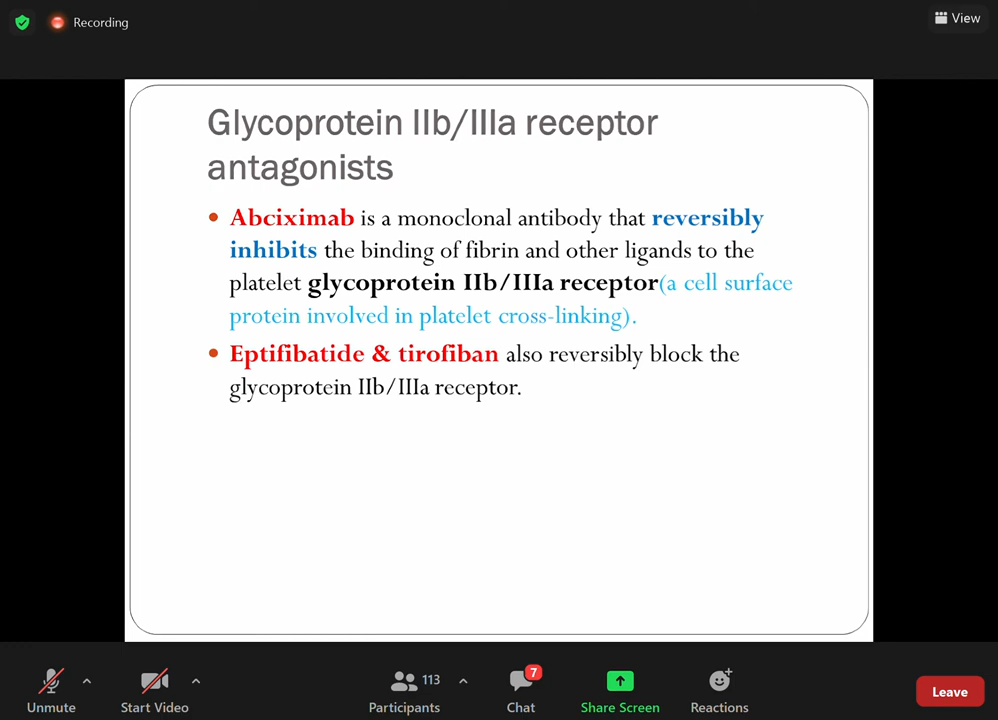 Recording
View
Glycoprotein IIb/IIIa receptor
antagonists
• Abciximab is a monoclonal antibody that reversibly
inhibits the binding of fibrin and other ligands to the
platelet glycoprotein IIb/IIIa receptor(a cell surface
protein involved in platelet cross-linking).
• Eptifibatide & tirofiban also reversibly block the
glycoprotein IIb/IIIa receptor.
113
7
Unmute
Start Video
Participants
Chat
Share Screen
Reactions
Leave